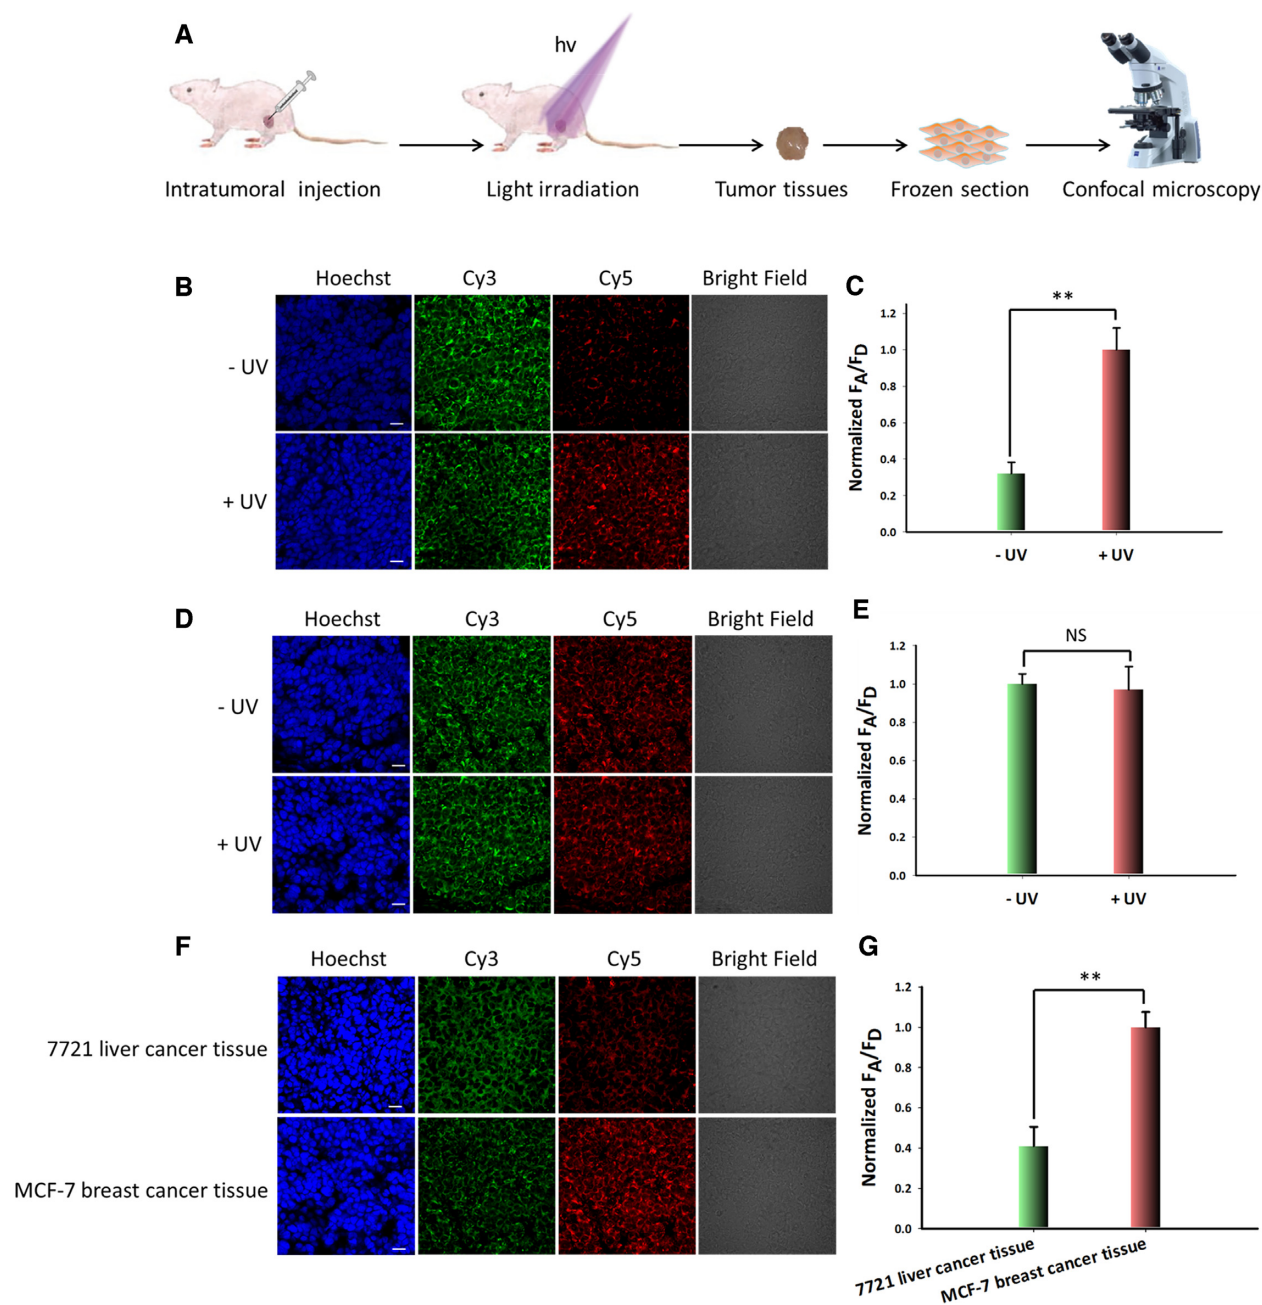 A
hv
Intratumoral injection
Light irradiation
Tumor tissues
Frozen section
Confocal microscopy
B
Hoechst
Cy3
Cy5
Bright Field
- UV
+ UV
C
**
1.2
1.0
0.8
0.6
0.4
0.2
0.0
Normalized FA/FD
- UV
+ UV
D
Hoechst
Cy3
Cy5
Bright Field
- UV
+ UV
E
NS
1.2
1.0
0.8
0.6
0.4
0.2
0.0
Normalized FA/FD
- UV
+ UV
F
Hoechst
Cy3
Cy5
Bright Field
7721 liver cancer tissue
MCF-7 breast cancer tissue
G
**
1.2
1.0
0.8
0.6
0.4
0.2
0.0
Normalized FA/FD
7721 liver cancer tissue
MCF-7 breast cancer tissue